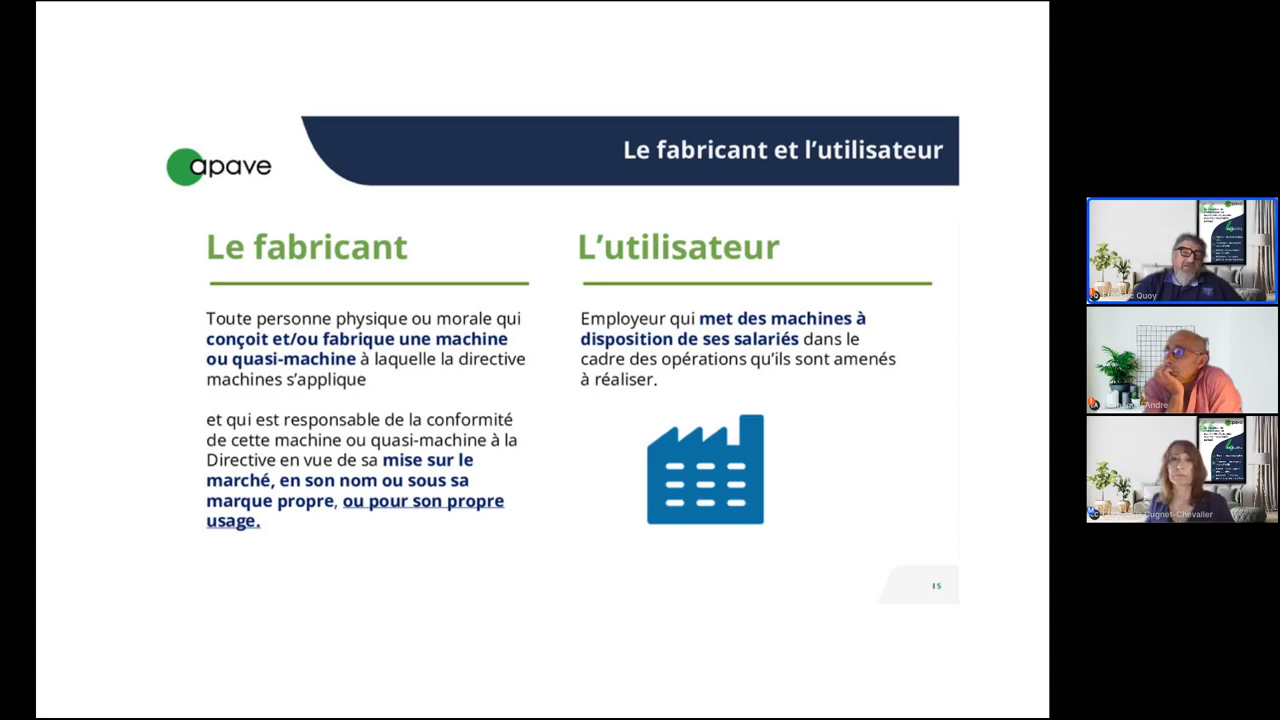 apave
Le fabricant et l’utilisateur
Le fabricant
Toute personne physique ou morale qui
conçoit et/ou fabrique une machine
ou quasi-machine à laquelle la directive
machines s’applique
et qui est responsable de la conformité
de cette machine ou quasi-machine à la
Directive en vue de sa mise sur le
marché, en son nom ou sous sa
marque propre, ou pour son propre
usage.
L’utilisateur
Employeur qui met des machines à
disposition de ses salariés dans le
cadre des opérations qu’ils sont amenés
à réaliser.
15
Quoy
Andre
Cugnet-Chevalier